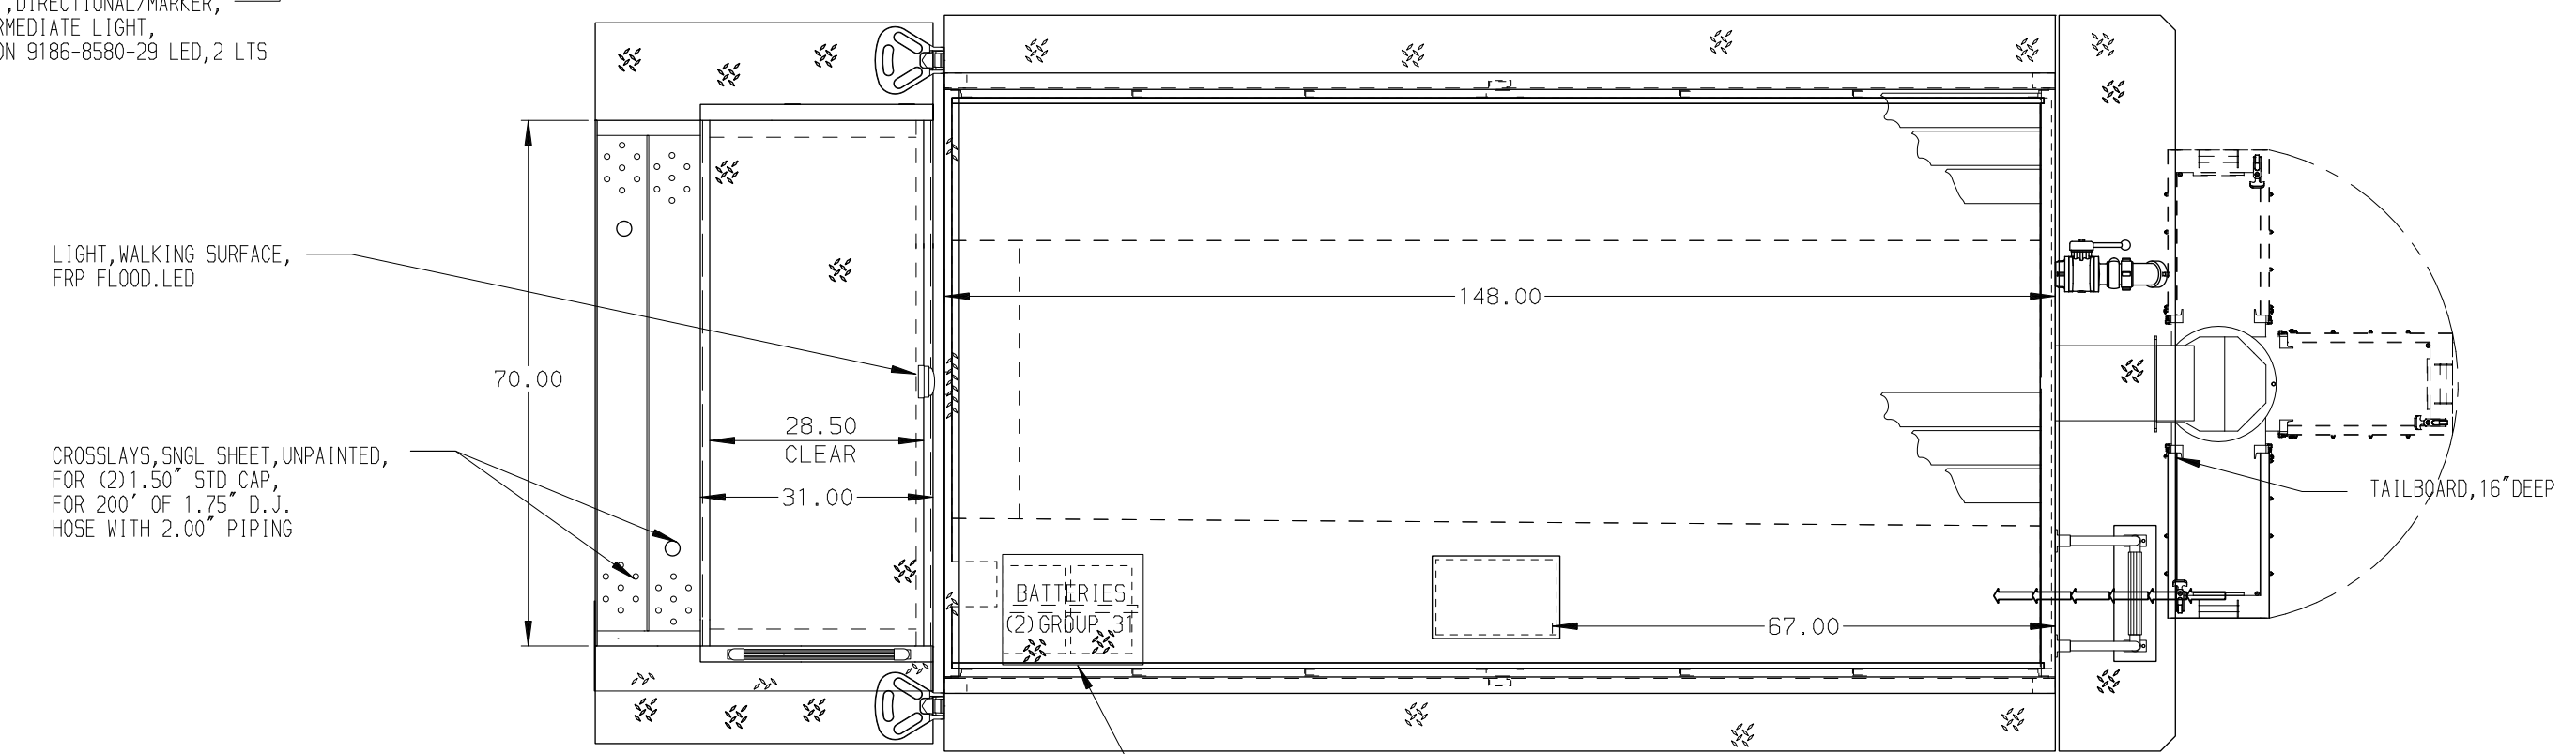 ,DIRECTIONAL/MARKER,
RMEDIATE LIGHT,
ON 9186-8580-29 LED,2 LTS
LIGHT,WALKING SURFACE,
FRP FLOOD.LED
148.00
70.00
28.50
CLEAR
31.00
CROSSLAYS,SNGL SHEET,UNPAINTED,
FOR (2)1.50" STD CAP,
FOR 200' OF 1.75" D.J.
HOSE WITH 2.00" PIPING
TAILBOARD,16"DEEP
BATTERIES
(2)GROUP 31
67.00